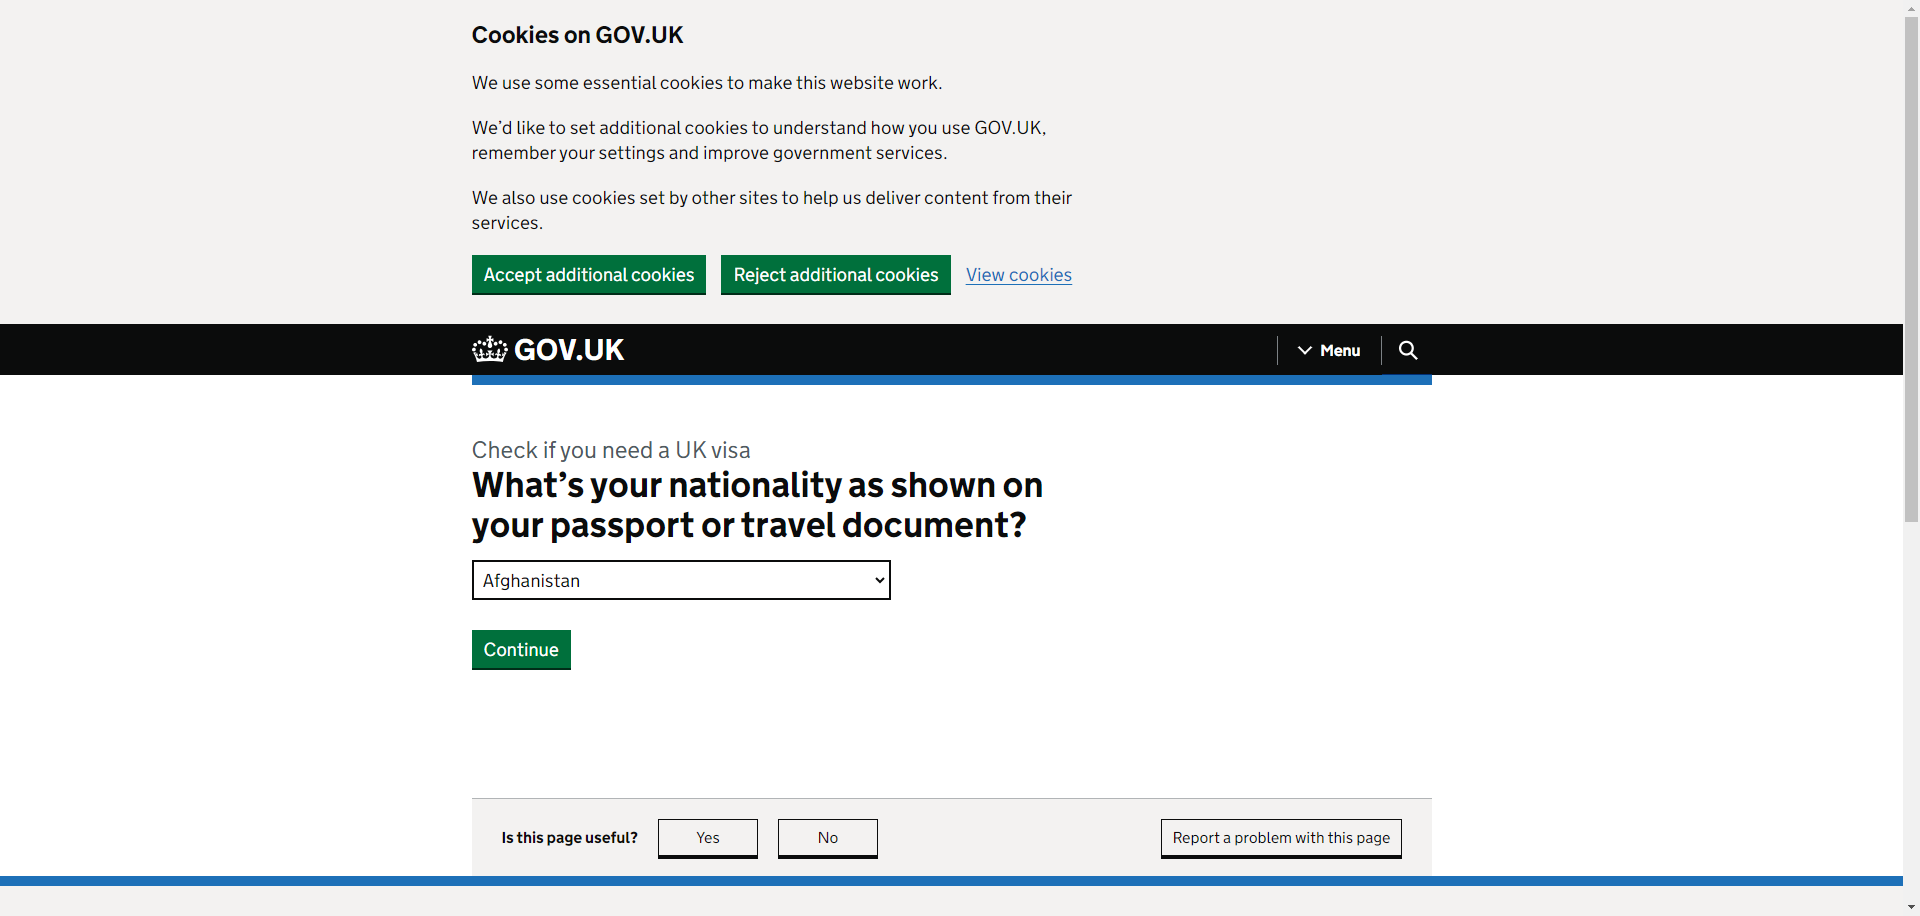 Cookies on GOV.UK
We use some essential cookies to make this website work.
We’d like to set additional cookies to understand how you use GOV.UK,
remember your settings and improve government services.
We also use cookies set by other sites to help us deliver content from their
services.
Accept additional cookies Reject additional cookies View cookies
GOV.UK Menu
Check if you need a UK visa
What’s your nationality as shown on
your passport or travel document?
Afghanistan
Continue
Is this page useful? Yes No Report a problem with this page